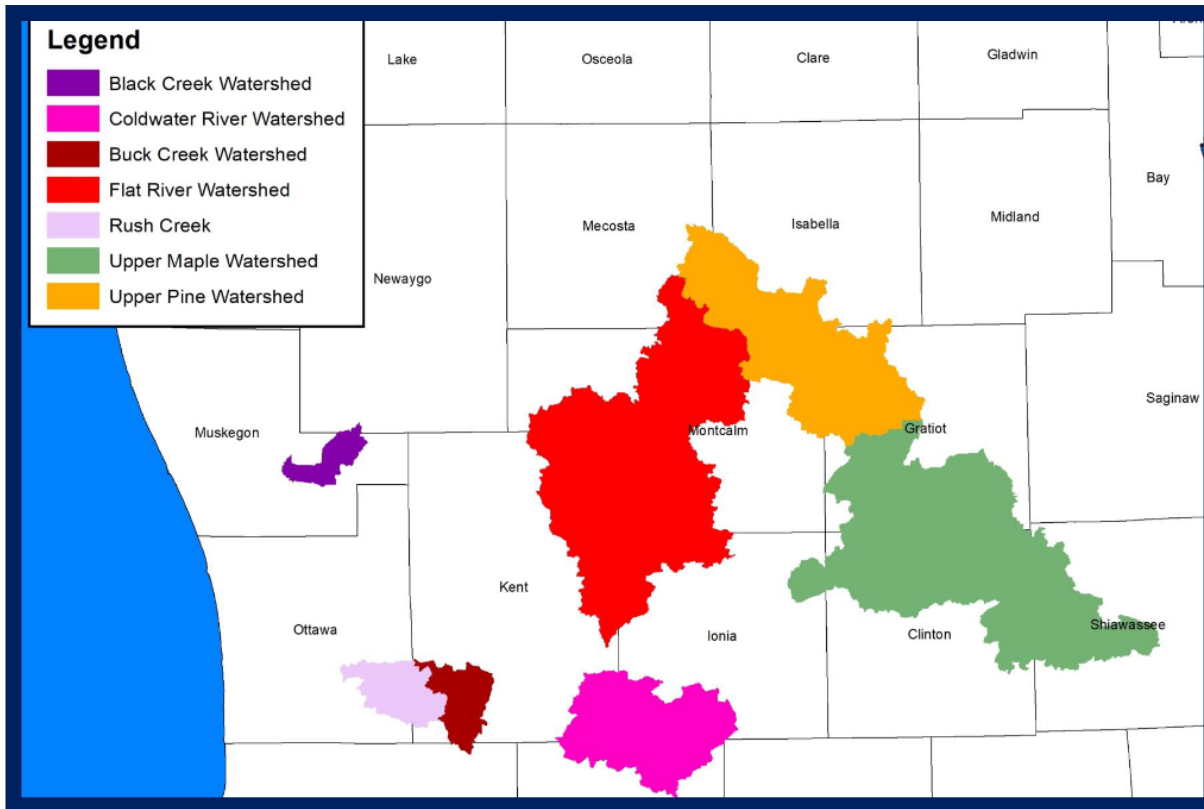 Legend
Black Creek Watershed
Coldwater River Watershed
Buck Creek Watershed
Flat River Watershed
Rush Creek
Upper Maple Watershed
Upper Pine Watershed
Lake
Osceola
Clare
Gladwin
Bay
Mecosta
Isabella
Midland
Newaygo
Saginaw
Muskegon
Montcalm
Gratiot
Kent
Ottawa
Ionia
Clinton
Shiawassee